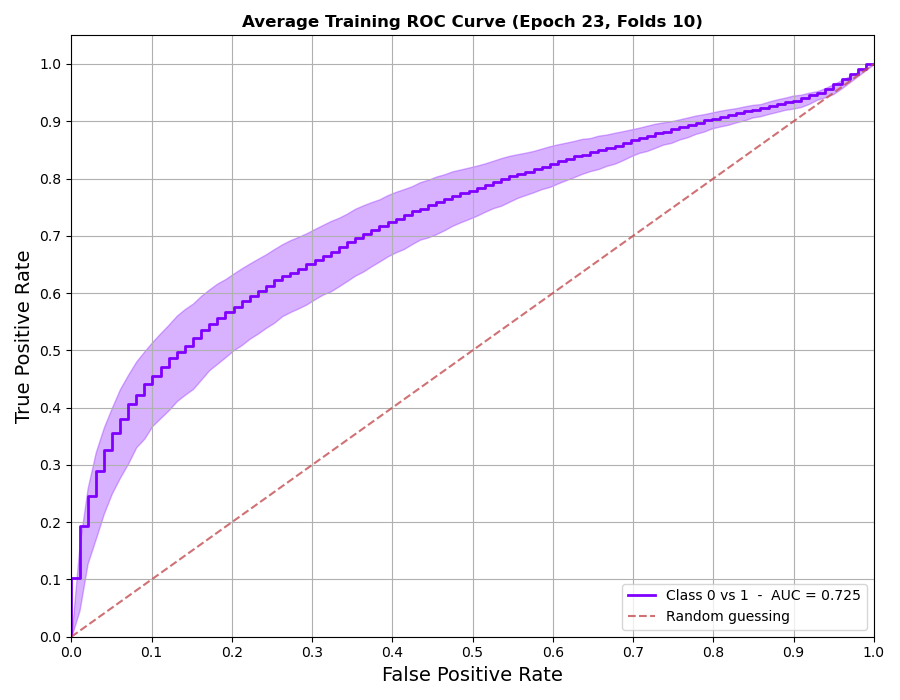 Average Training ROC Curve (Epoch 23, Folds 10)
True Positive Rate
1.0
0.9
0.8
0.7
0.6
0.5
0.4
0.3
0.2
0.1
0.0
Class 0 vs 1 - AUC = 0.725
Random guessing
0.0 0.1 0.2 0.3 0.4 0.5 0.6 0.7 0.8 0.9 1.0
False Positive Rate